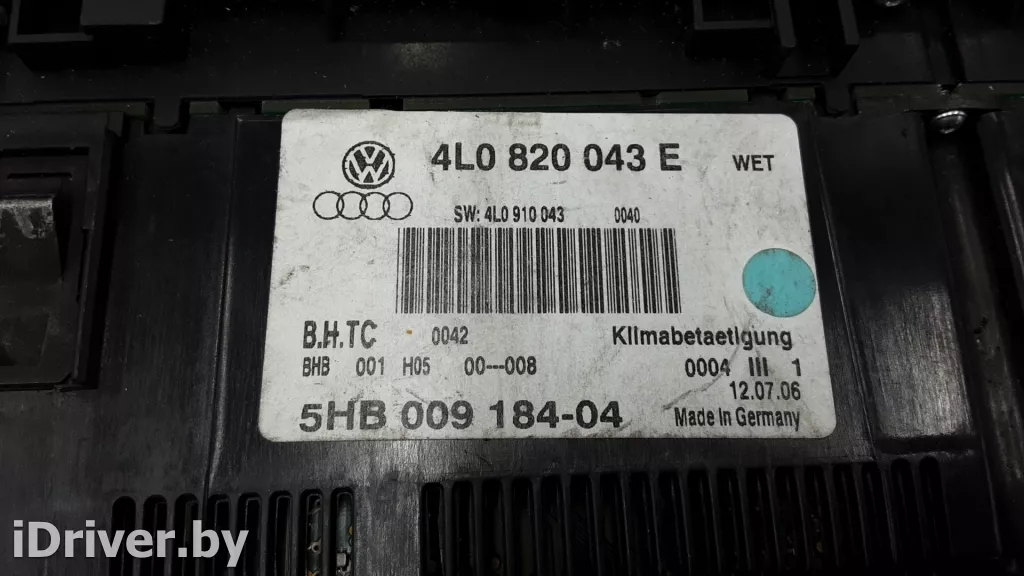 4L0 820 043 E WET
SW: 4L0 910 043 0040
B.H.TC 0042 Klimabetaetigung
BHB 001 H05 00---008 0004 III 1
12.07.06
5HB 009 184-04 Made in Germany
iDriver.by